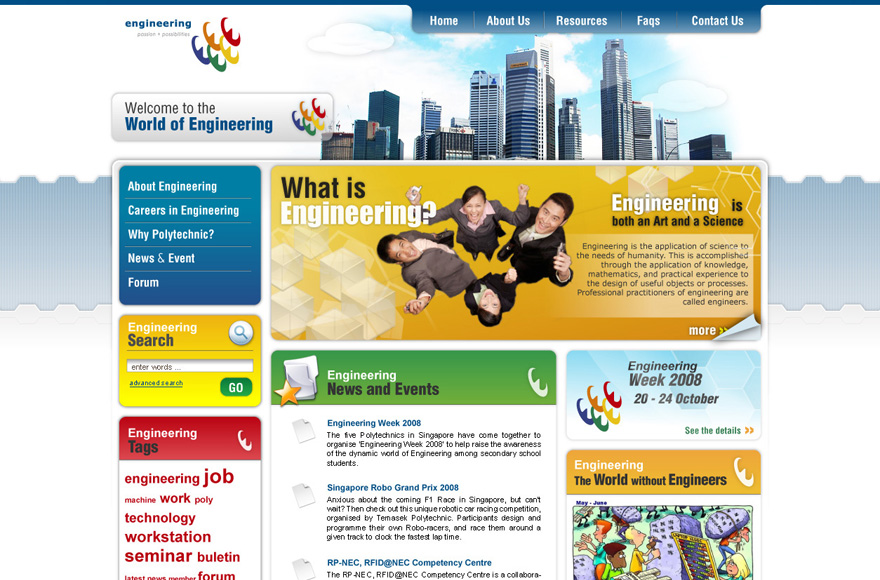 engineering
passion • possibilities
Home
About Us
Resources
Faqs
Contact Us
Welcome to the
World of Engineering
About Engineering
Careers in Engineering
Why Polytechnic?
News & Event
Forum
Engineering
Search
enter words ...
advanced search
GO
Engineering
Tags
engineering job
machine work poly
technology
workstation
seminar buletin
latest news member forum
What is
Engineering?
Engineering is
both an Art and a Science
Engineering is the application of science to
the needs of humanity. This is accomplished
through the application of knowledge,
mathematics, and practical experience to
the design of useful objects or processes.
Professional practitioners of engineering are
called engineers.
more
Engineering
News and Events
Engineering Week 2008
The five Polytechnics in Singapore have come together to
organise 'Engineering Week 2008' to help raise the awareness
of the dynamic world of Engineering among secondary school
students.
Singapore Robo Grand Prix 2008
Anxious about the coming F1 Race in Singapore, but can't
wait? Then check out this unique robotic car racing competition,
organised by Temasek Polytechnic. Participants design and
programme their own Robo-racers, and race them around a
given track to clock the fastest lap time.
RP-NEC, RFID@NEC Competency Centre
The RP-NEC, RFID@NEC Competency Centre is a collabora-
Engineering
Week 2008
20 - 24 October
See the details
Engineering
The World without Engineers
May - June